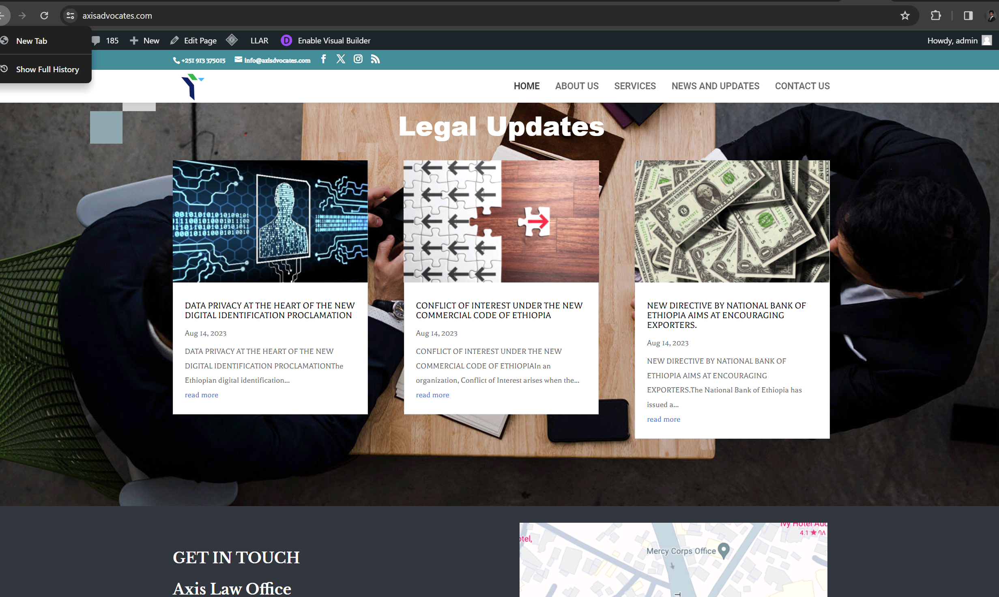 axisadvocates.com
New Tab
185
New
Edit Page
LLAR
D
Enable Visual Builder
Howdy, admin
Show Full History
+251 913 375015
info@axisdvocates.com
HOME
ABOUT US
SERVICES
NEWS AND UPDATES
CONTACT US
Legal Updates
DATA PRIVACY AT THE HEART OF THE NEW
DIGITAL IDENTIFICATION PROCLAMATION
Aug 14, 2023
DATA PRIVACY AT THE HEART OF THE NEW
DIGITAL IDENTIFICATION PROCLAMATIONThe
Ethiopian digital identification...
read more
CONFLICT OF INTEREST UNDER THE NEW
COMMERCIAL CODE OF ETHIOPIA
Aug 14, 2023
CONFLICT OF INTEREST UNDER THE NEW
COMMERCIAL CODE OF ETHIOPIAIn an
organization, Conflict of Interest arises when the...
read more
NEW DIRECTIVE BY NATIONAL BANK OF
ETHIOPIA AIMS AT ENCOURAGING
EXPORTERS.
Aug 14, 2023
NEW DIRECTIVE BY NATIONAL BANK OF
ETHIOPIA AIMS AT ENCOURAGING
EXPORTERS.The National Bank of Ethiopia has
issued a...
read more
GET IN TOUCH
Axis Law Office
Ivy Hotel Add
4.1
otel,
Mercy Corps Office